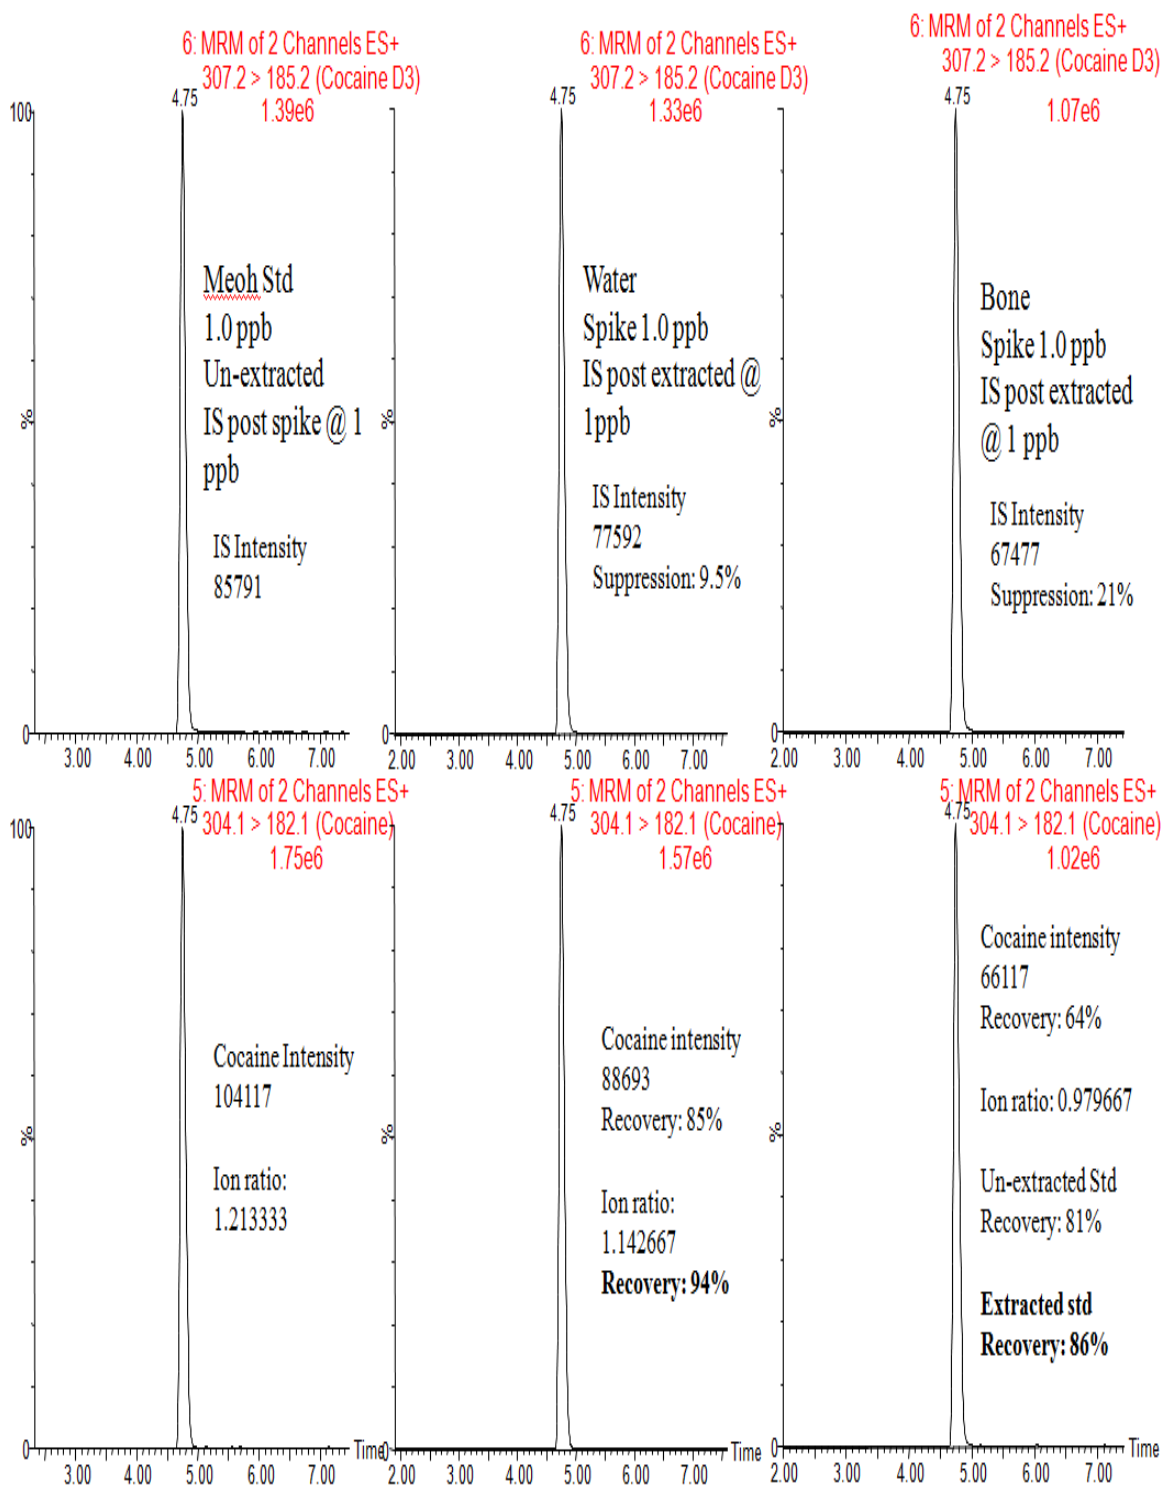 6: MRM of 2 Channels ES+
307.2 > 185.2 (Cocaine D3)
1.39e6
4.75
100
%
0
Meoh Std
1.0 ppb
Un-extracted
IS post spike @ 1
ppb
IS Intensity
85791
3.00 4.00 5.00 6.00 7.00
6: MRM of 2 Channels ES+
307.2 > 185.2 (Cocaine D3)
1.33e6
4.75
%
0
Water
Spike 1.0 ppb
IS post extracted @
1ppb
IS Intensity
77592
Suppression: 9.5%
2.00 3.00 4.00 5.00 6.00 7.00
6: MRM of 2 Channels ES+
307.2 > 185.2 (Cocaine D3)
1.07e6
4.75
%
0
Bone
Spike 1.0 ppb
IS post extracted
@ 1 ppb
IS Intensity
67477
Suppression: 21%
2.00 3.00 4.00 5.00 6.00 7.00
5: MRM of 2 Channels ES+
304.1 > 182.1 (Cocaine)
1.75e6
4.75
100
%
0
Cocaine Intensity
104117
Ion ratio:
1.213333
Time
3.00 4.00 5.00 6.00 7.00
5: MRM of 2 Channels ES+
304.1 > 182.1 (Cocaine)
1.57e6
4.75
%
0
Cocaine intensity
88693
Recovery: 85%
Ion ratio:
1.142667
Recovery: 94%
Time
2.00 3.00 4.00 5.00 6.00 7.00
5: MRM of 2 Channels ES+
304.1 > 182.1 (Cocaine)
1.02e6
4.75
%
0
Cocaine intensity
66117
Recovery: 64%
Ion ratio: 0.979667
Un-extracted Std
Recovery: 81%
Extracted std
Recovery: 86%
Time
2.00 3.00 4.00 5.00 6.00 7.00